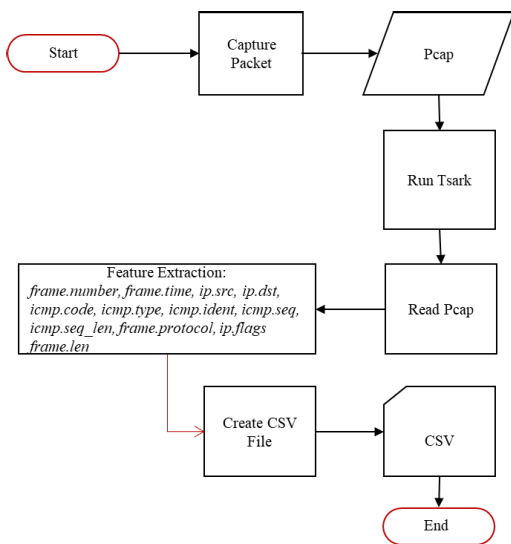 Start
Capture
Packet
Pcap
Run Tsark
Read Pcap
Feature Extraction:
frame.number, frame.time, ip.src, ip.dst,
icmp.code, icmp.type, icmp.ident, icmp.seq,
icmp.seq_len, frame.protocol, ip.flags
frame.len
Create CSV
File
CSV
End